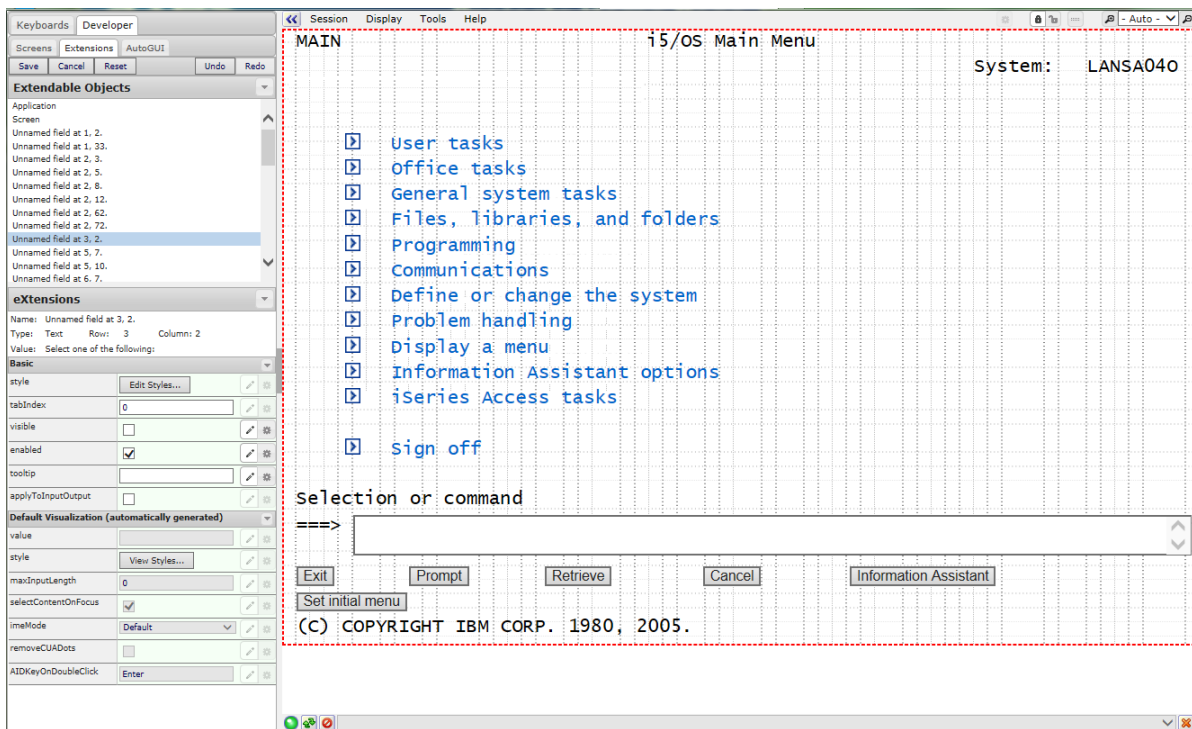 Keyboards Developer
Screens Extensions AutoGUI
Save Cancel Reset Undo Redo
Extendable Objects
Application
Screen
Unnamed field at 1, 2.
Unnamed field at 1, 33.
Unnamed field at 2, 3.
Unnamed field at 2, 5.
Unnamed field at 2, 8.
Unnamed field at 2, 12.
Unnamed field at 2, 62.
Unnamed field at 2, 72.
Unnamed field at 3, 2.
Unnamed field at 5, 7.
Unnamed field at 5, 10.
Unnamed field at 6, 7.
eXtensions
Name: Unnamed field at 3, 2.
Type: Text Row: 3 Column: 2
Value: Select one of the following:
Basic
style Edit Styles...
tabIndex 0
visible
enabled
tooltip
applyToInputOutput
Default Visualization (automatically generated)
value
style View Styles...
maxInputLength 0
selectContentOnFocus
imeMode Default
removeCUADots
AIDKeyOnDoubleClick Enter
Session Display Tools Help - Auto -
MAIN i5/OS Main Menu
System: LANSA04O
User tasks
Office tasks
General system tasks
Files, libraries, and folders
Programming
Communications
Define or change the system
Problem handling
Display a menu
Information Assistant options
iSeries Access tasks
Sign off
Selection or command
===>
Exit Prompt Retrieve Cancel Information Assistant
Set initial menu
(C) COPYRIGHT IBM CORP. 1980, 2005.